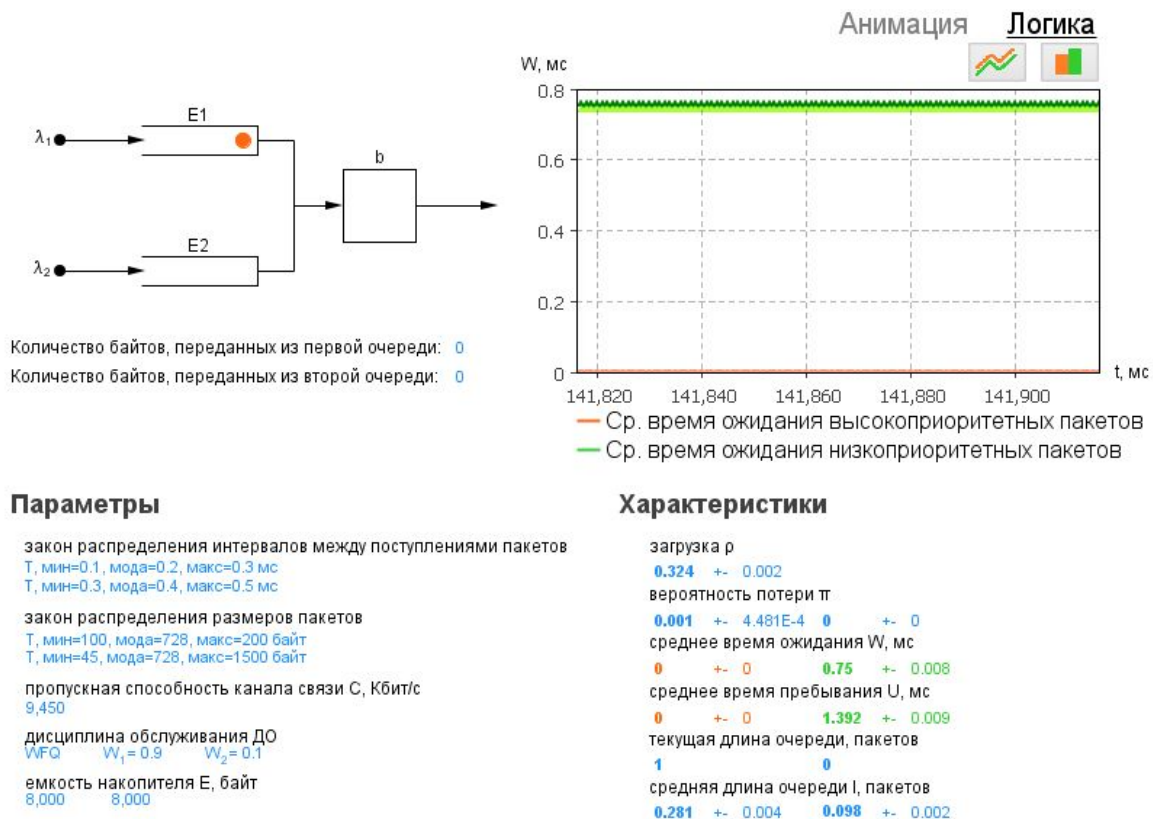 Анимация Логика
W, мс
0.8
0.6
0.4
0.2
0
141,820 141,840 141,860 141,880 141,900
t, мс
Ср. время ожидания высокоприоритетных пакетов
Ср. время ожидания низкоприоритетных пакетов
λ1
E1
b
λ2
E2
Количество байтов, переданных из первой очереди: 0
Количество байтов, переданных из второй очереди: 0
Параметры
закон распределения интервалов между поступлениями пакетов
T, мин=0.1, мода=0.2, макс=0.3 мс
T, мин=0.3, мода=0.4, макс=0.5 мс
закон распределения размеров пакетов
T, мин=100, мода=728, макс=200 байт
T, мин=45, мода=728, макс=1500 байт
пропускная способность канала связи C, Кбит/с
9,450
дисциплина обслуживания ДО
WFQ W1= 0.9 W2= 0.1
емкость накопителя E, байт
8,000 8,000
Характеристики
загрузка ρ
0.324 +- 0.002
вероятность потери π
0.001 +- 4.481E-4 0 +- 0
среднее время ожидания W, мс
0 +- 0 0.75 +- 0.008
среднее время пребывания U, мс
0 +- 0 1.392 +- 0.009
текущая длина очереди, пакетов
1 0
средняя длина очереди l, пакетов
0.281 +- 0.004 0.098 +- 0.002